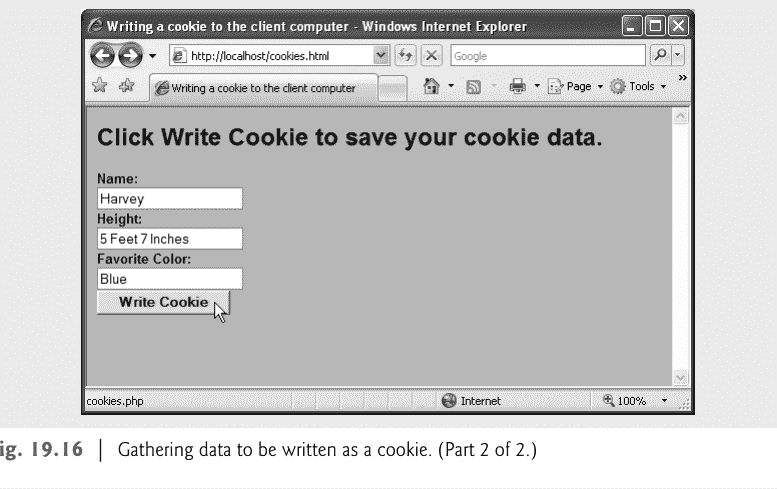 Writing a cookie to the client computer - Windows Internet Explorer
http://localhost/cookies.html Google
Writing a cookie to the client computer Page Tools »
Click Write Cookie to save your cookie data.
Name:
Harvey
Height:
5 Feet 7 Inches
Favorite Color:
Blue
Write Cookie
cookies.php Internet 100%
ig. 19.16 | Gathering data to be written as a cookie. (Part 2 of 2.)